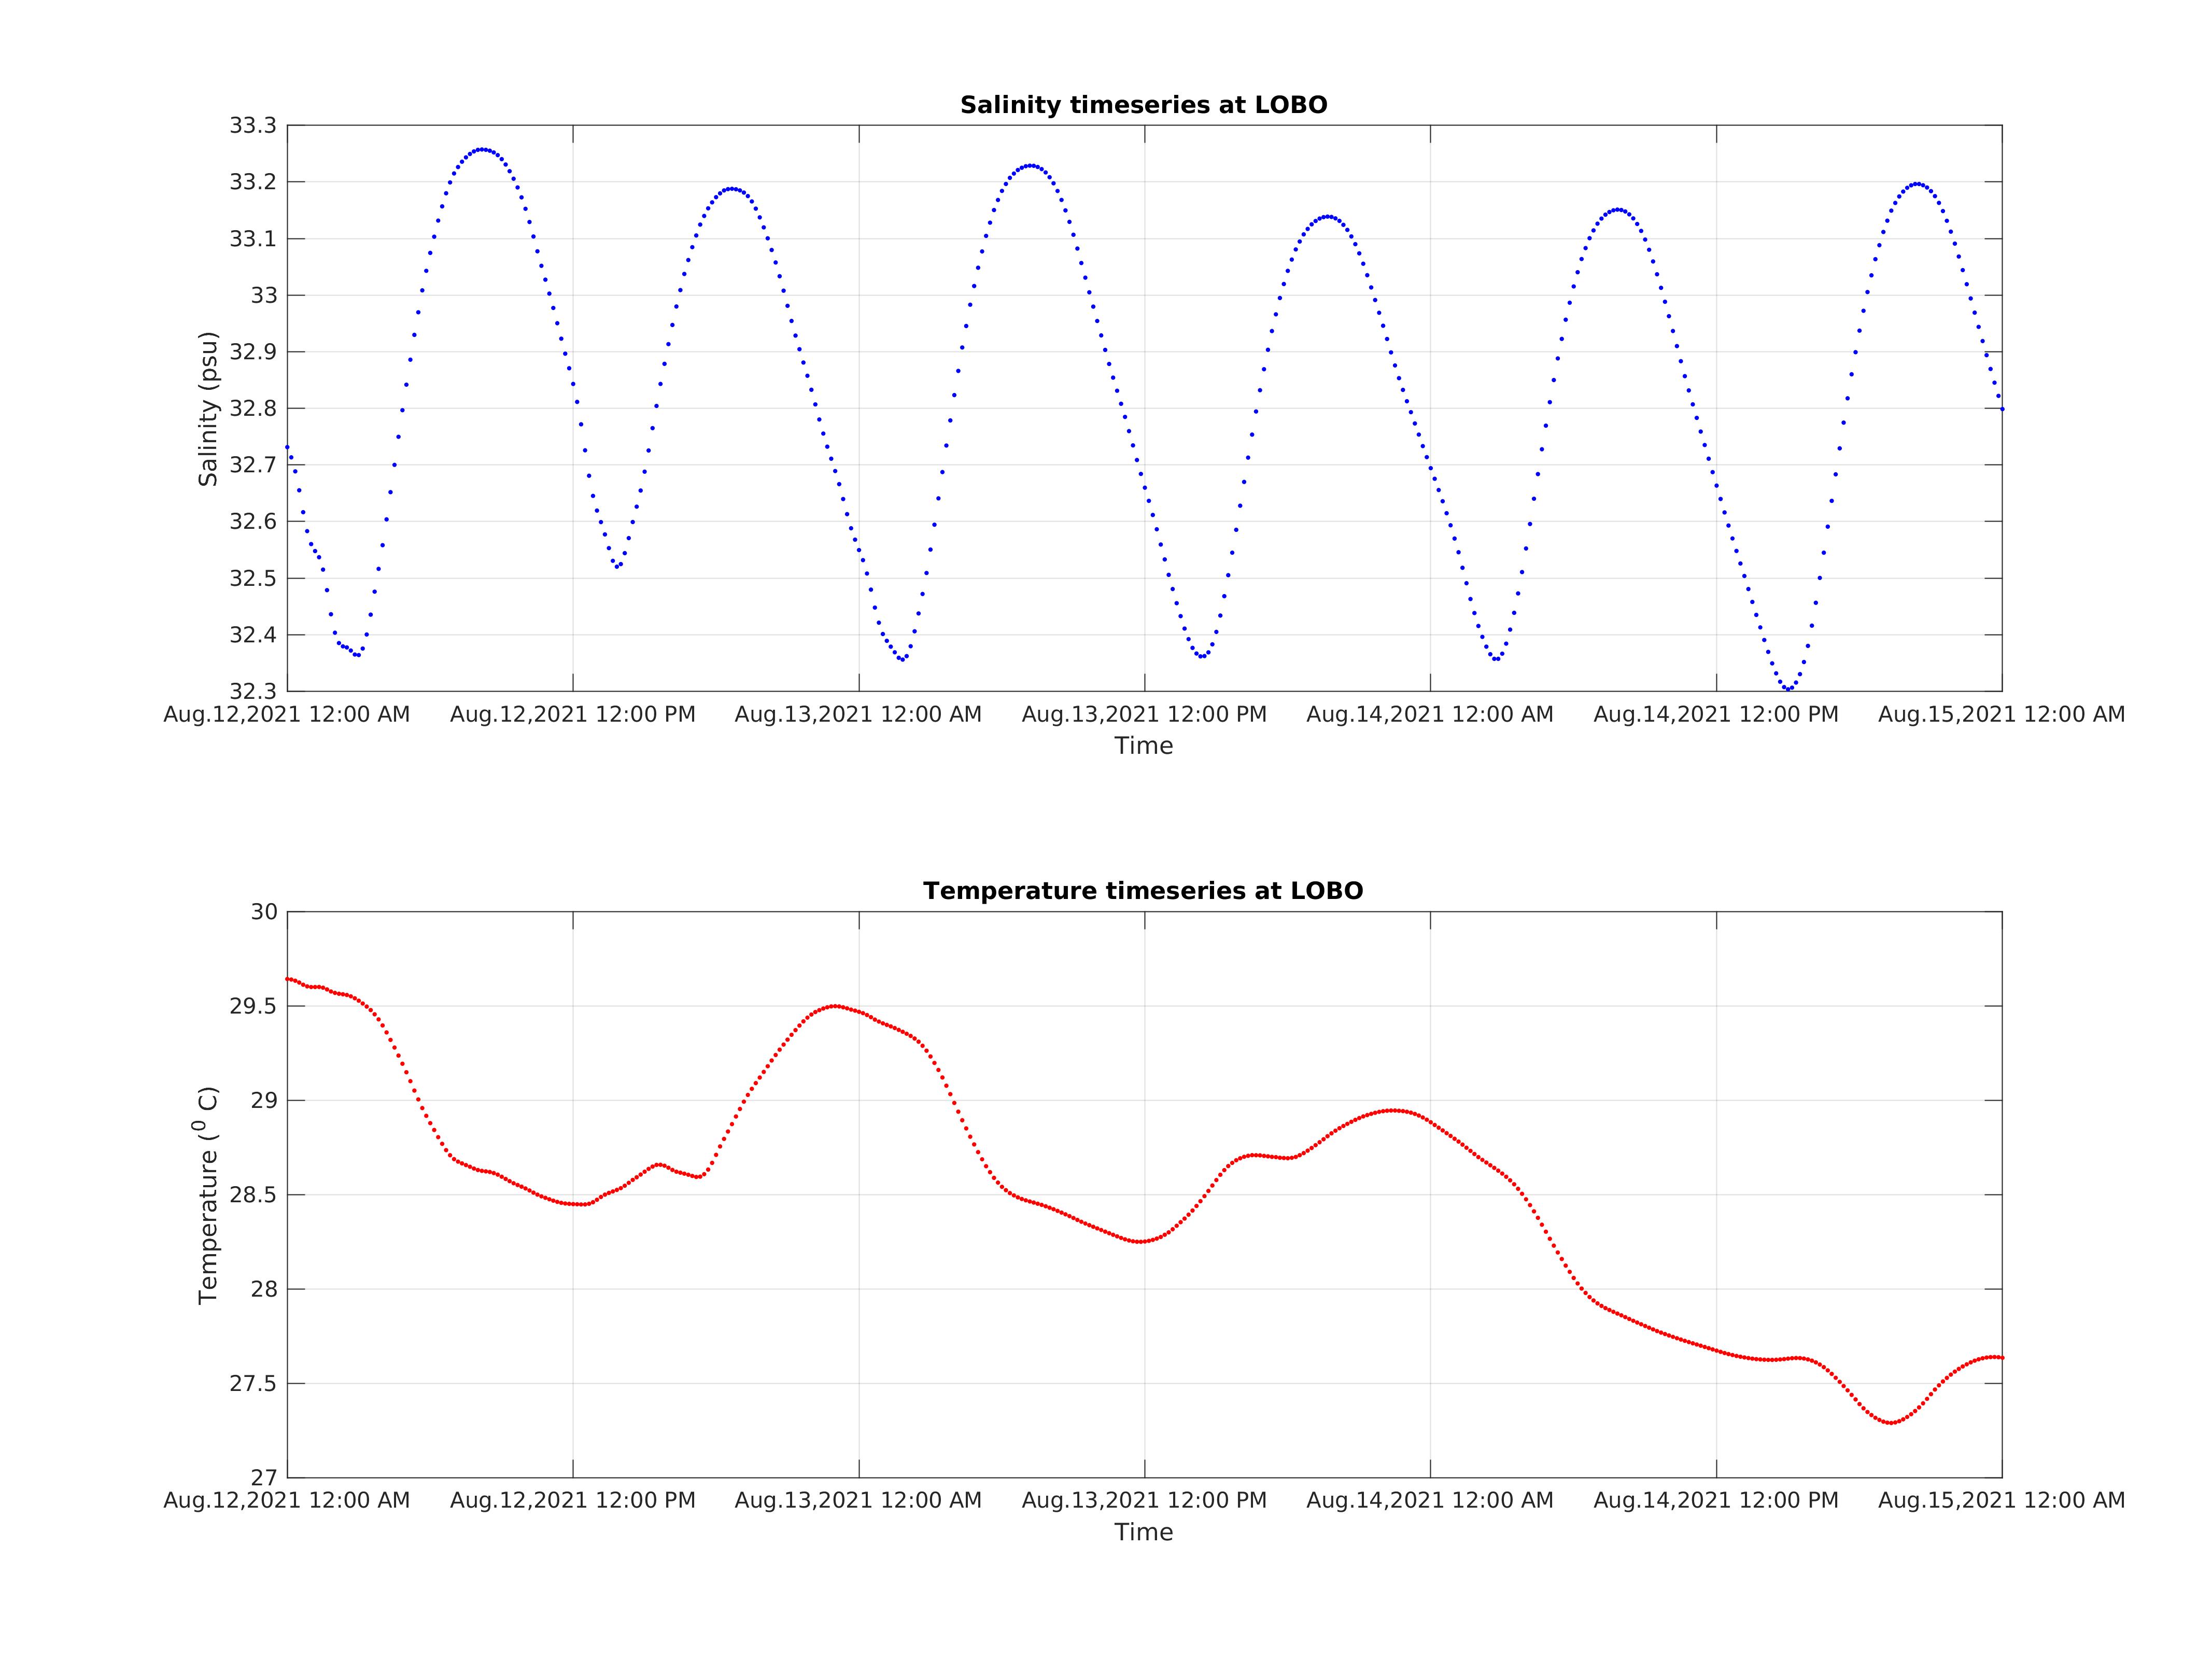 Salinity timeseries at LOBO
33.3
33.2
33.1
33
32.9
32.8
32.7
32.6
32.5
32.4
32.3
Salinity (psu)
Aug.12,2021 12:00 AM Aug.12,2021 12:00 PM Aug.13,2021 12:00 AM Aug.13,2021 12:00 PM Aug.14,2021 12:00 AM Aug.14,2021 12:00 PM Aug.15,2021 12:00 AM
Time
Temperature timeseries at LOBO
30
29.5
29
28.5
28
27.5
27
Temperature (⁰ C)
Aug.12,2021 12:00 AM Aug.12,2021 12:00 PM Aug.13,2021 12:00 AM Aug.13,2021 12:00 PM Aug.14,2021 12:00 AM Aug.14,2021 12:00 PM Aug.15,2021 12:00 AM
Time